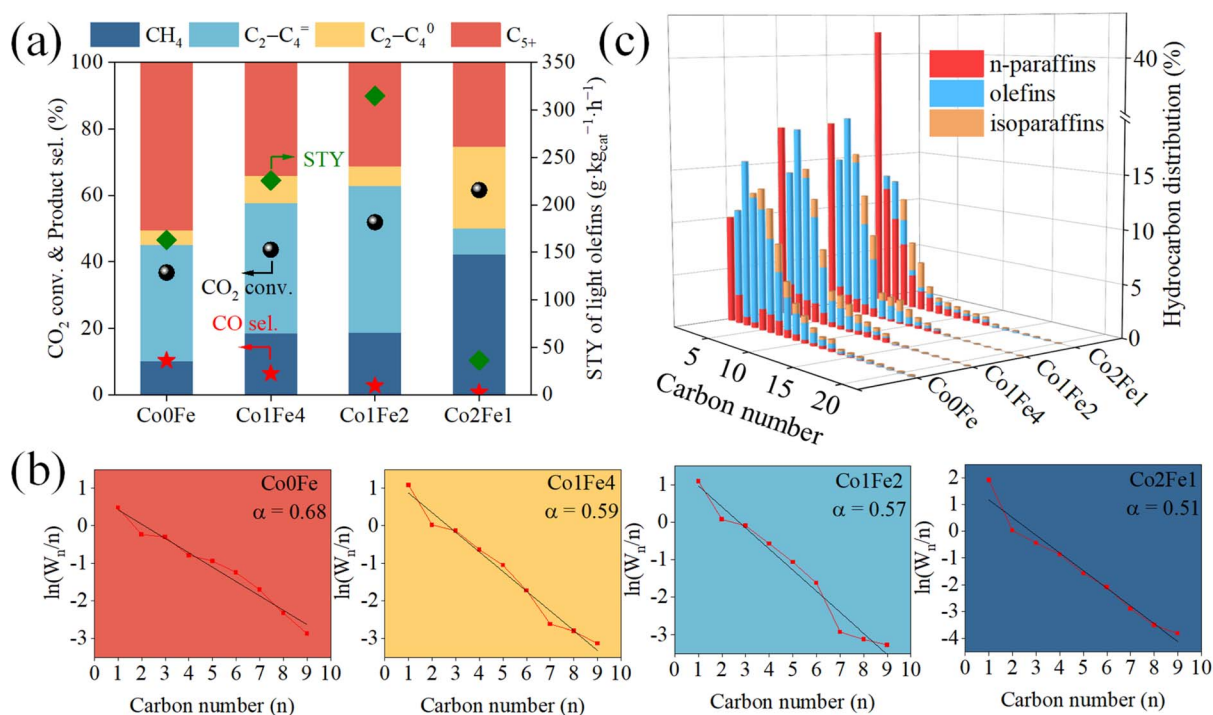 (a)
CH₄
C₂–C₄⁼
C₂–C₄⁰
C₅₊
CO₂ conv. & Product sel. (%)
100
80
60
40
20
0
STY
CO₂ conv.
CO sel.
Co0Fe
Co1Fe4
Co1Fe2
Co2Fe1
350
300
250
200
150
100
50
0
STY of light olefins (g·kg_cat⁻¹·h⁻¹)
(c)
n-paraffins
olefins
isoparaffins
40
15
10
5
0
Hydrocarbon distribution (%)
5
10
15
20
Carbon number
Co0Fe
Co1Fe4
Co1Fe2
Co2Fe1
(b)
Co0Fe
α = 0.68
ln(Wₙ/n)
1
0
-1
-2
-3
0 1 2 3 4 5 6 7 8 9 10
Carbon number (n)
Co1Fe4
α = 0.59
ln(Wₙ/n)
1
0
-1
-2
-3
0 1 2 3 4 5 6 7 8 9 10
Carbon number (n)
Co1Fe2
α = 0.57
ln(Wₙ/n)
1
0
-1
-2
-3
0 1 2 3 4 5 6 7 8 9 10
Carbon number (n)
Co2Fe1
α = 0.51
ln(Wₙ/n)
2
1
0
-1
-2
-3
-4
0 1 2 3 4 5 6 7 8 9 10
Carbon number (n)